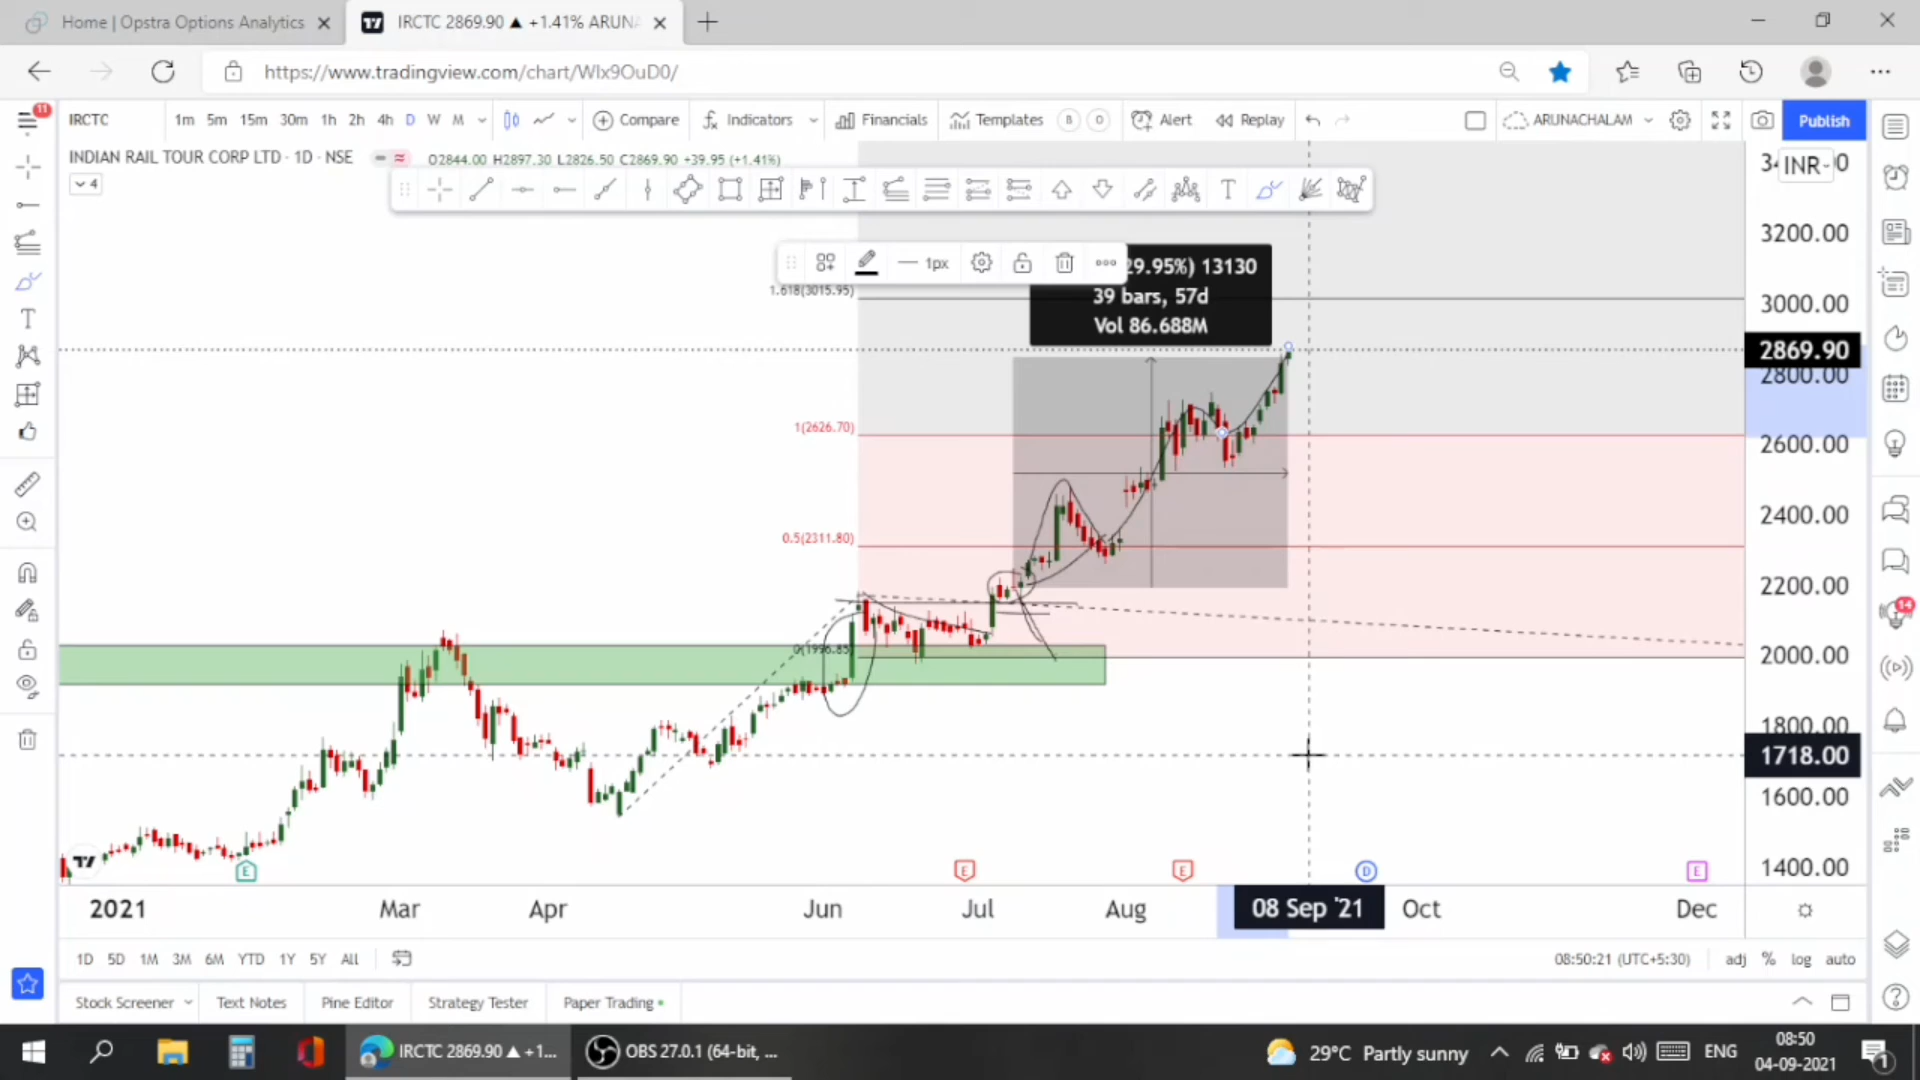 Home | Opstra Options Analytics
IRCTC 2869.90 ▲ +1.41% ARUNA
https://www.tradingview.com/chart/Wlx9OuD0/
11
IRCTC 1m 5m 15m 30m 1h 2h 4h D W M Compare Indicators Financials Templates B O Alert Replay ARUNACHALAM Publish
INDIAN RAIL TOUR CORP LTD · 1D · NSE O2844.00 H2897.30 L2826.50 C2869.90 +39.95 (+1.41%)
INR
4
T
3200.00
1px
29.95%) 13130
39 bars, 57d
Vol 86.688M
1.618(3015.95)
3000.00
2869.90
2800.00
1(2626.70)
2600.00
2400.00
0.5(2311.80)
2200.00
14
0(1996.85)
2000.00
1800.00
1718.00
1600.00
1400.00
E E E D E
2021 Mar Apr Jun Jul Aug 08 Sep '21 Oct Dec
1D 5D 1M 3M 6M YTD 1Y 5Y All 08:50:21 (UTC+5:30) adj % log auto
Stock Screener Text Notes Pine Editor Strategy Tester Paper Trading
IRCTC 2869.90 ▲ +1... OBS 27.0.1 (64-bit, ... 29°C Partly sunny ENG 08:50
04-09-2021
1